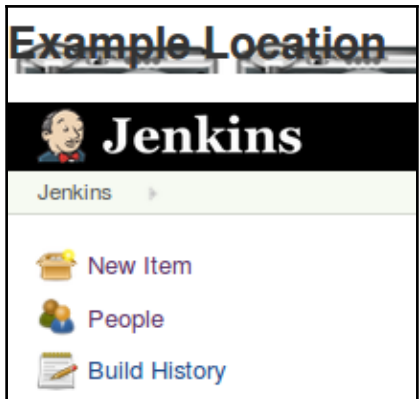 Example Location
Jenkins
Jenkins
New Item
People
Build History